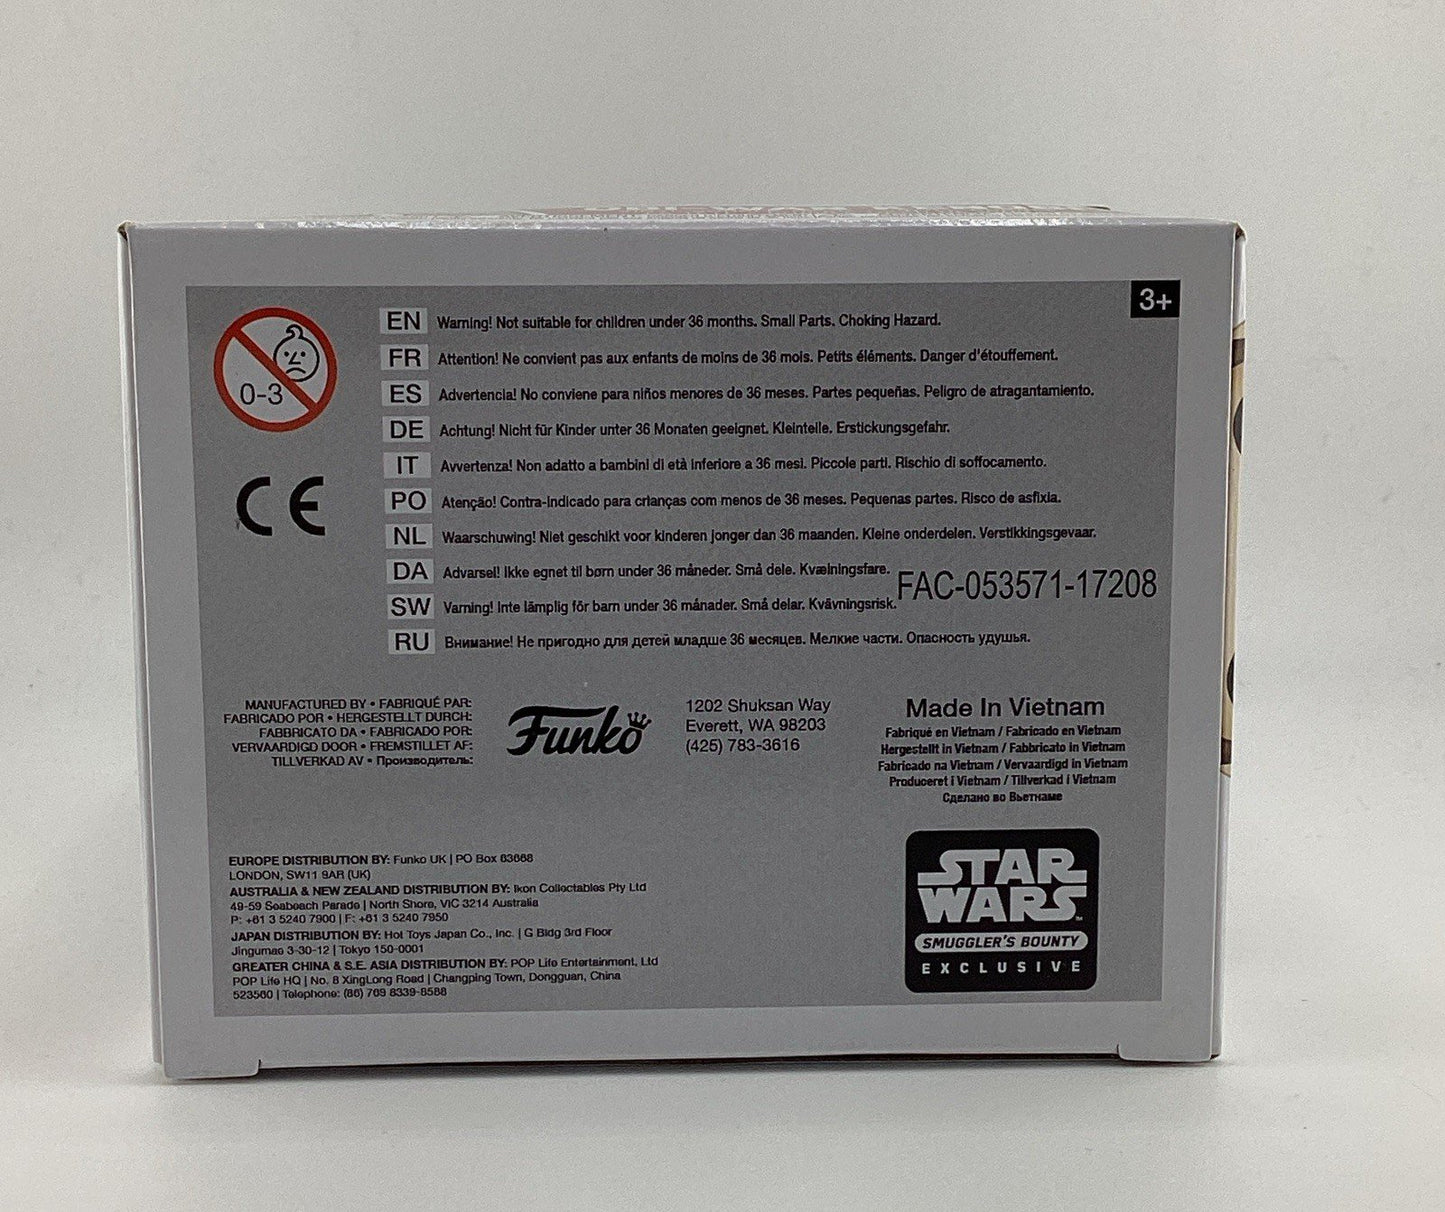 3+
0-3
EN Warning! Not suitable for children under 36 months. Small Parts. Choking Hazard.
FR Attention! Ne convient pas aux enfants de moins de 36 mois. Petits éléments. Danger d'étouffement.
ES Advertencia! No conviene para niños menores de 36 meses. Partes pequeñas. Peligro de atragantamiento.
DE Achtung! Nicht für Kinder unter 36 Monaten geeignet. Kleinteile. Erstickungsgefahr.
IT Avvertenza! Non adatto a bambini di età inferiore a 36 mesi. Piccole parti. Rischio di soffocamento.
PO Atenção! Contra-indicado para crianças com menos de 36 meses. Pequenas partes. Risco de asfixia.
NL Waarschuwing! Niet geschikt voor kinderen jonger dan 36 maanden. Kleine onderdelen. Verstikkingsgevaar.
DA Advarsel! Ikke egnet til børn under 36 måneder. Små dele. Kvælningsfare.
SW Varning! Inte lämplig för barn under 36 månader. Små delar. Kvävningsrisk.
RU Внимание! Не пригодно для детей младше 36 месяцев. Мелкие части. Опасность удушья.
FAC-053571-17208
CE
MANUFACTURED BY • FABRIQUÉ PAR:
FABRICADO POR • HERGESTELLT DURCH:
FABBRICATO DA • FABRICADO POR:
VERVAARDIGD DOOR • FREMSTILLET AF:
TILLVERKAD AV • Производитель:
Funko
1202 Shuksan Way
Everett, WA 98203
(425) 783-3616
Made In Vietnam
Fabriqué en Vietnam / Fabricado en Vietnam
Hergestellt in Vietnam / Fabbricato in Vietnam
Fabricado na Vietnam / Vervaardigd in Vietnam
Produceret i Vietnam / Tillverkad i Vietnam
Сделано во Вьетнаме
EUROPE DISTRIBUTION BY: Funko UK | PO Box 63668
LONDON, SW11 9AR (UK)
AUSTRALIA & NEW ZEALAND DISTRIBUTION BY: Ikon Collectables Pty Ltd
49-59 Seabeach Parade | North Shore, VIC 3214 Australia
P: +61 3 5240 7900 | F: +61 3 5240 7950
JAPAN DISTRIBUTION BY: Hot Toys Japan Co., Inc. | G Bldg 3rd Floor
Jingumae 3-30-12 | Tokyo 150-0001
GREATER CHINA & S.E. ASIA DISTRIBUTION BY: POP Life Entertainment, Ltd
POP Life HQ | No. 8 XingLong Road | Changping Town, Dongguan, China
523560 | Telephone: (86) 769 8339-8588
STAR
WARS™
SMUGGLER'S BOUNTY
EXCLUSIVE